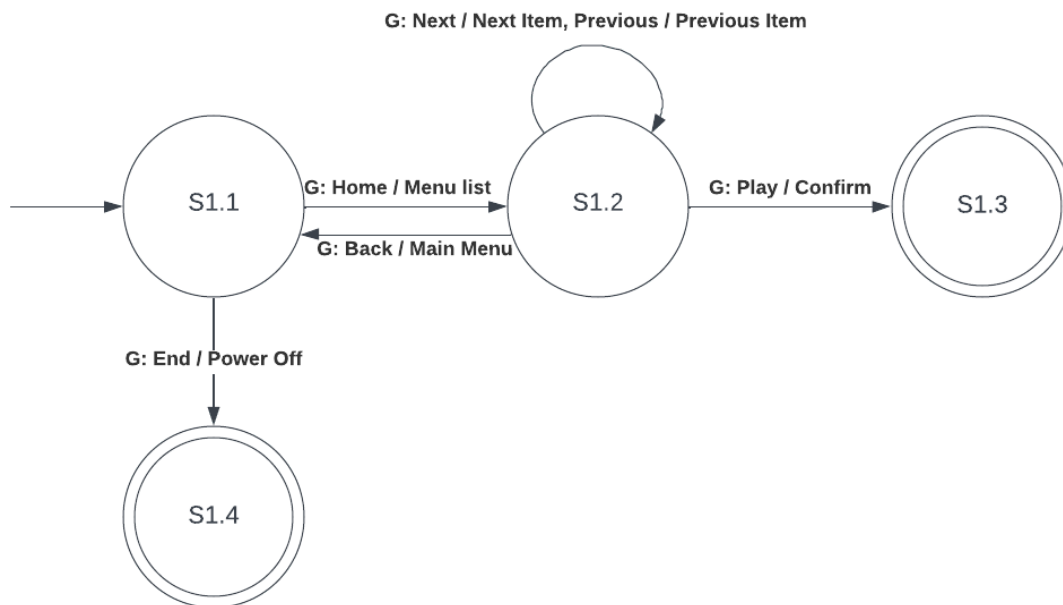 G: Next / Next Item, Previous / Previous Item
S1.1
G: Home / Menu list
S1.2
G: Play / Confirm
S1.3
G: Back / Main Menu
G: End / Power Off
S1.4